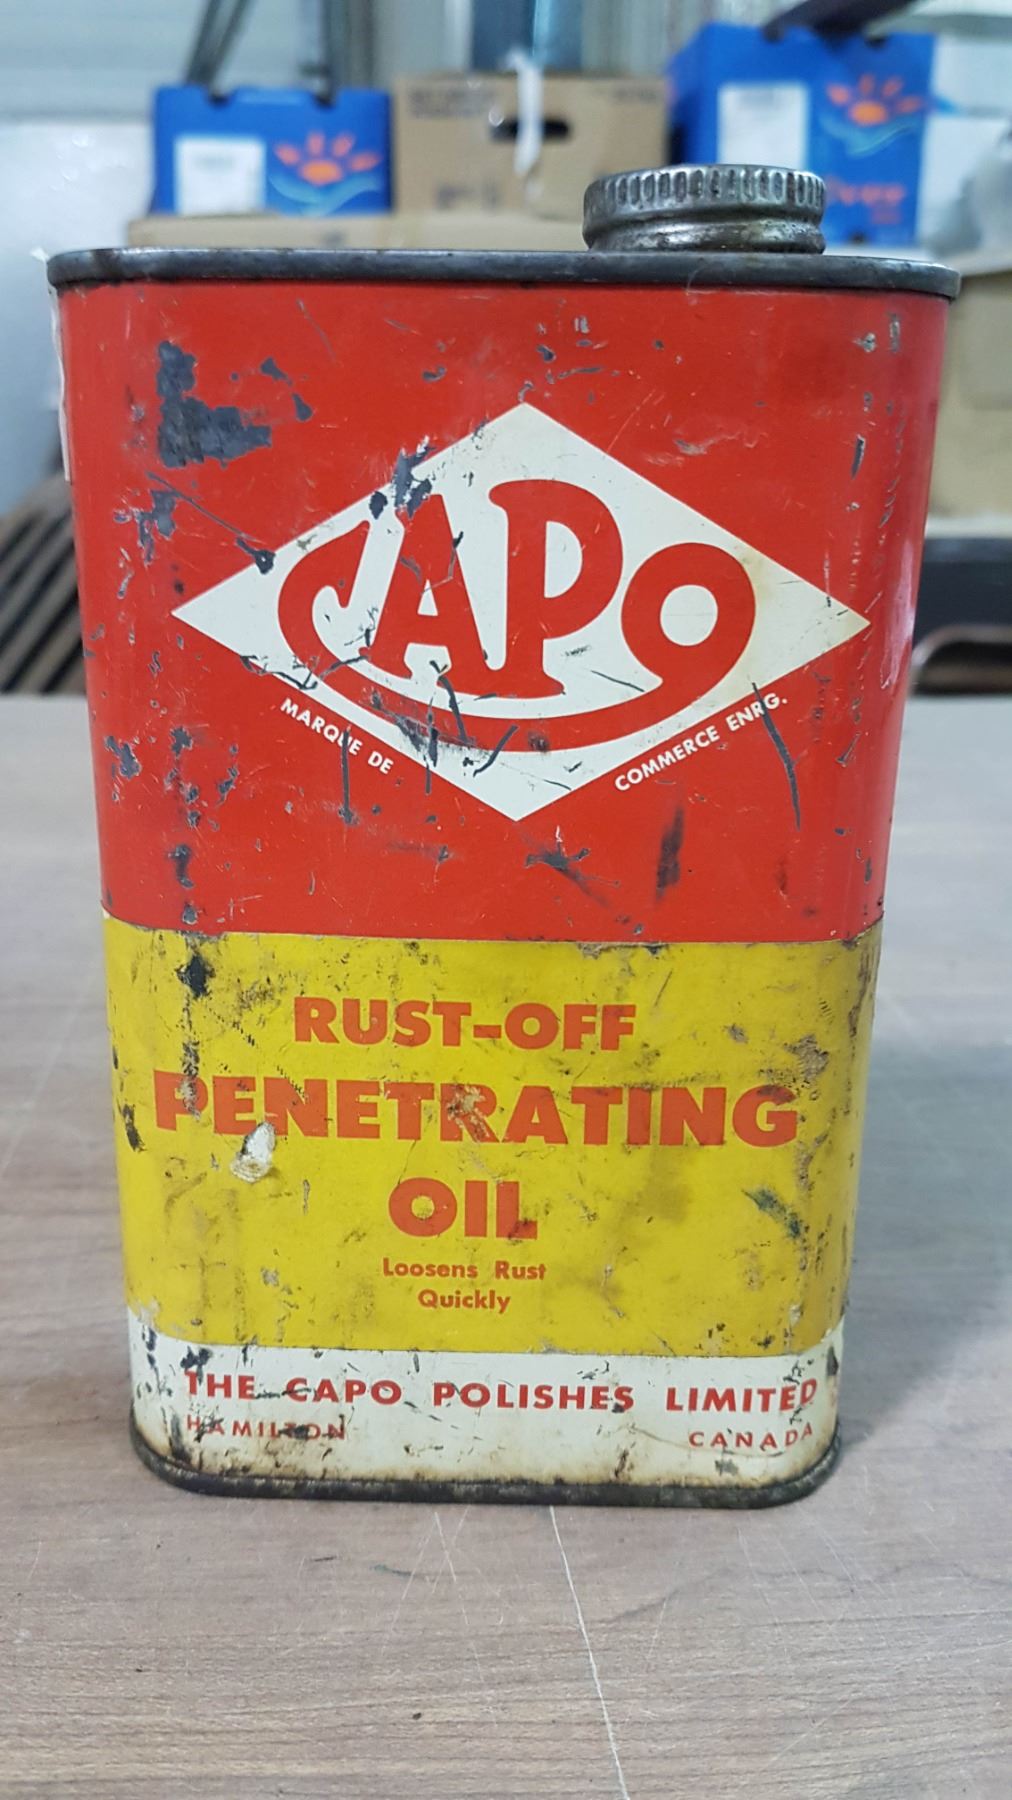 CAPO
MARQUE DE COMMERCE ENRG.
RUST-OFF
PENETRATING
OIL
Loosens Rust
Quickly
THE CAPO POLISHES LIMITED
HAMILTON CANADA